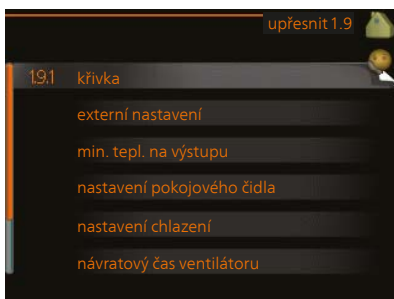 upřesnit 1.9
1.9.1 křivka
externí nastavení
min. tepl. na výstupu
nastavení pokojového čidla
nastavení chlazení
návratový čas ventilátoru